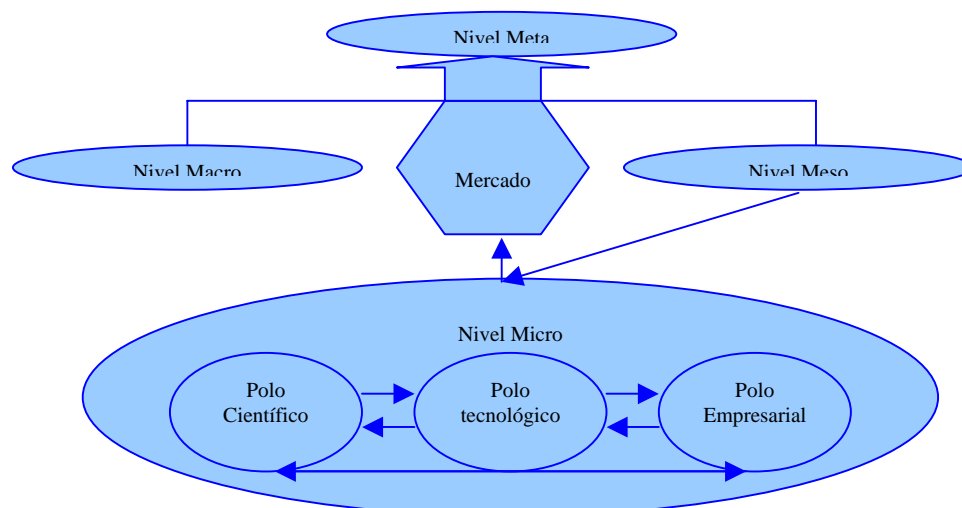 Nivel Meta
Nivel Macro
Mercado
Nivel Meso
Nivel Micro
Polo
Científico
Polo
tecnológico
Polo
Empresarial